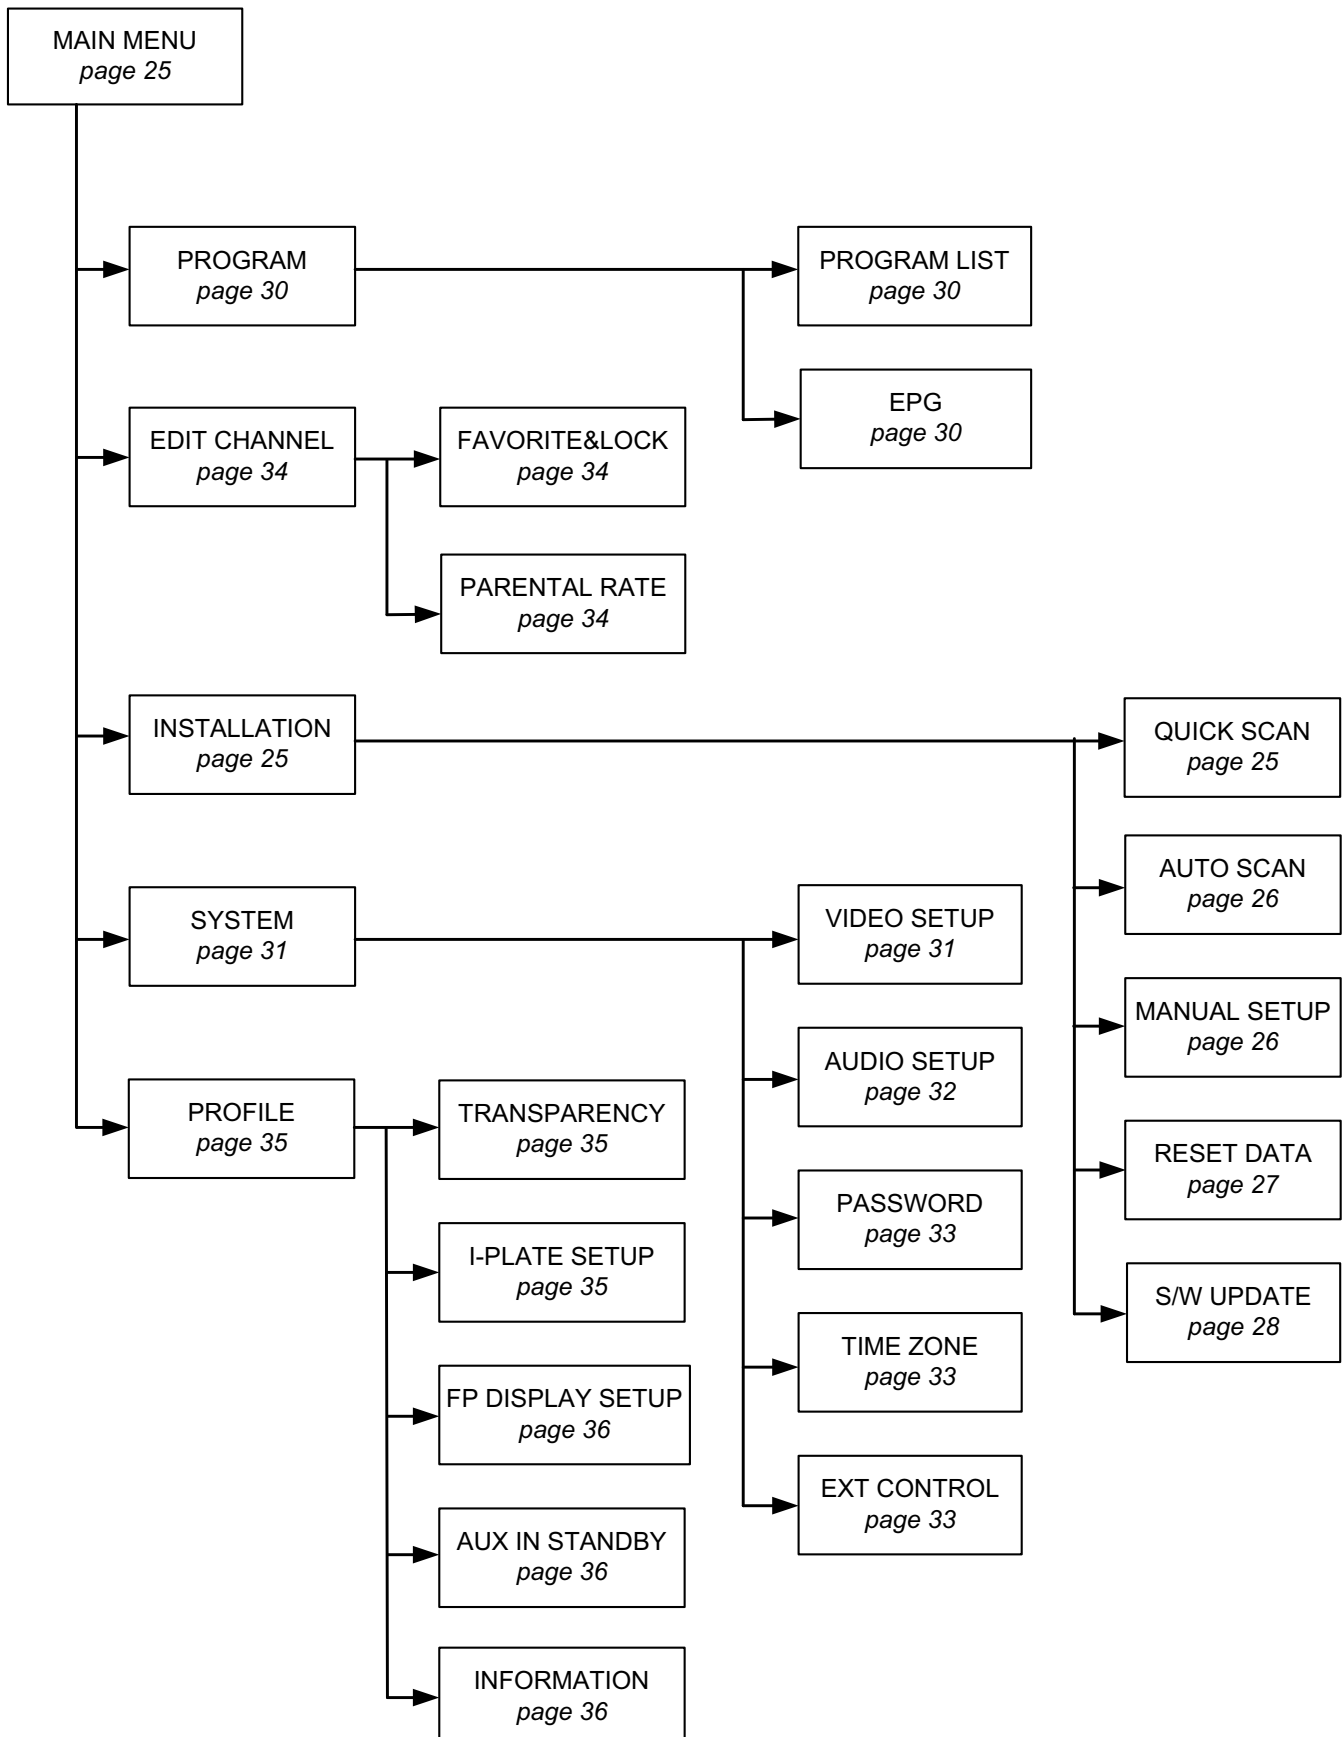 MAIN MENU
page 25
PROGRAM
page 30
PROGRAM LIST
page 30
EPG
page 30
EDIT CHANNEL
page 34
FAVORITE&LOCK
page 34
PARENTAL RATE
page 34
INSTALLATION
page 25
QUICK SCAN
page 25
AUTO SCAN
page 26
MANUAL SETUP
page 26
RESET DATA
page 27
S/W UPDATE
page 28
SYSTEM
page 31
VIDEO SETUP
page 31
AUDIO SETUP
page 32
PASSWORD
page 33
TIME ZONE
page 33
EXT CONTROL
page 33
PROFILE
page 35
TRANSPARENCY
page 35
I-PLATE SETUP
page 35
FP DISPLAY SETUP
page 36
AUX IN STANDBY
page 36
INFORMATION
page 36